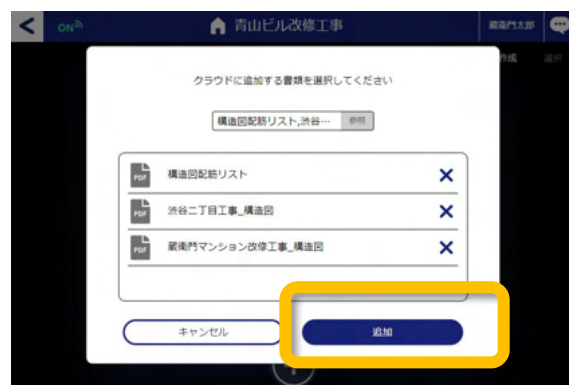 ON
青山ビル改修工事
蔵衛門太郎
作成
選択
クラウドに追加する書類を選択してください
構造図配筋リスト,渋谷…
参照
PDF 構造図配筋リスト
PDF 渋谷二丁目工事_構造図
PDF 蔵衛門マンション改修工事_構造図
キャンセル
追加